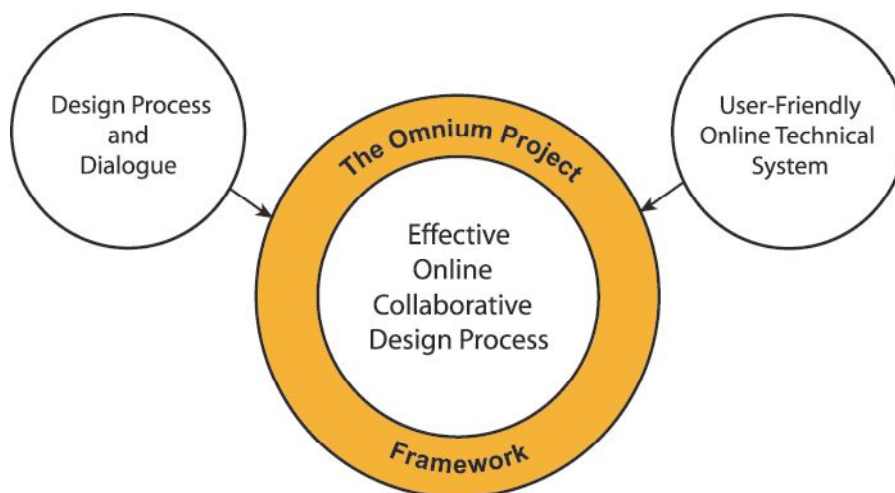 Design Process
and
Dialogue
The Omnium Project
User-Friendly
Online Technical
System
Effective
Online
Collaborative
Design Process
Framework